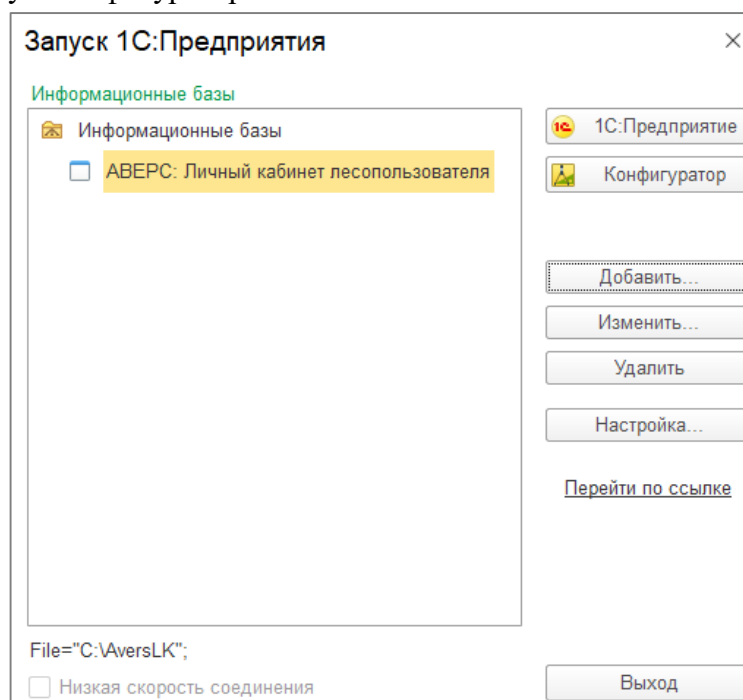 Запуск 1С:Предприятия
Информационные базы
Информационные базы
АВЕРС: Личный кабинет лесопользователя
1С:Предприятие
Конфигуратор
Добавить...
Изменить...
Удалить
Настройка...
Перейти по ссылке
File="C:\AversLK";
Низкая скорость соединения
Выход